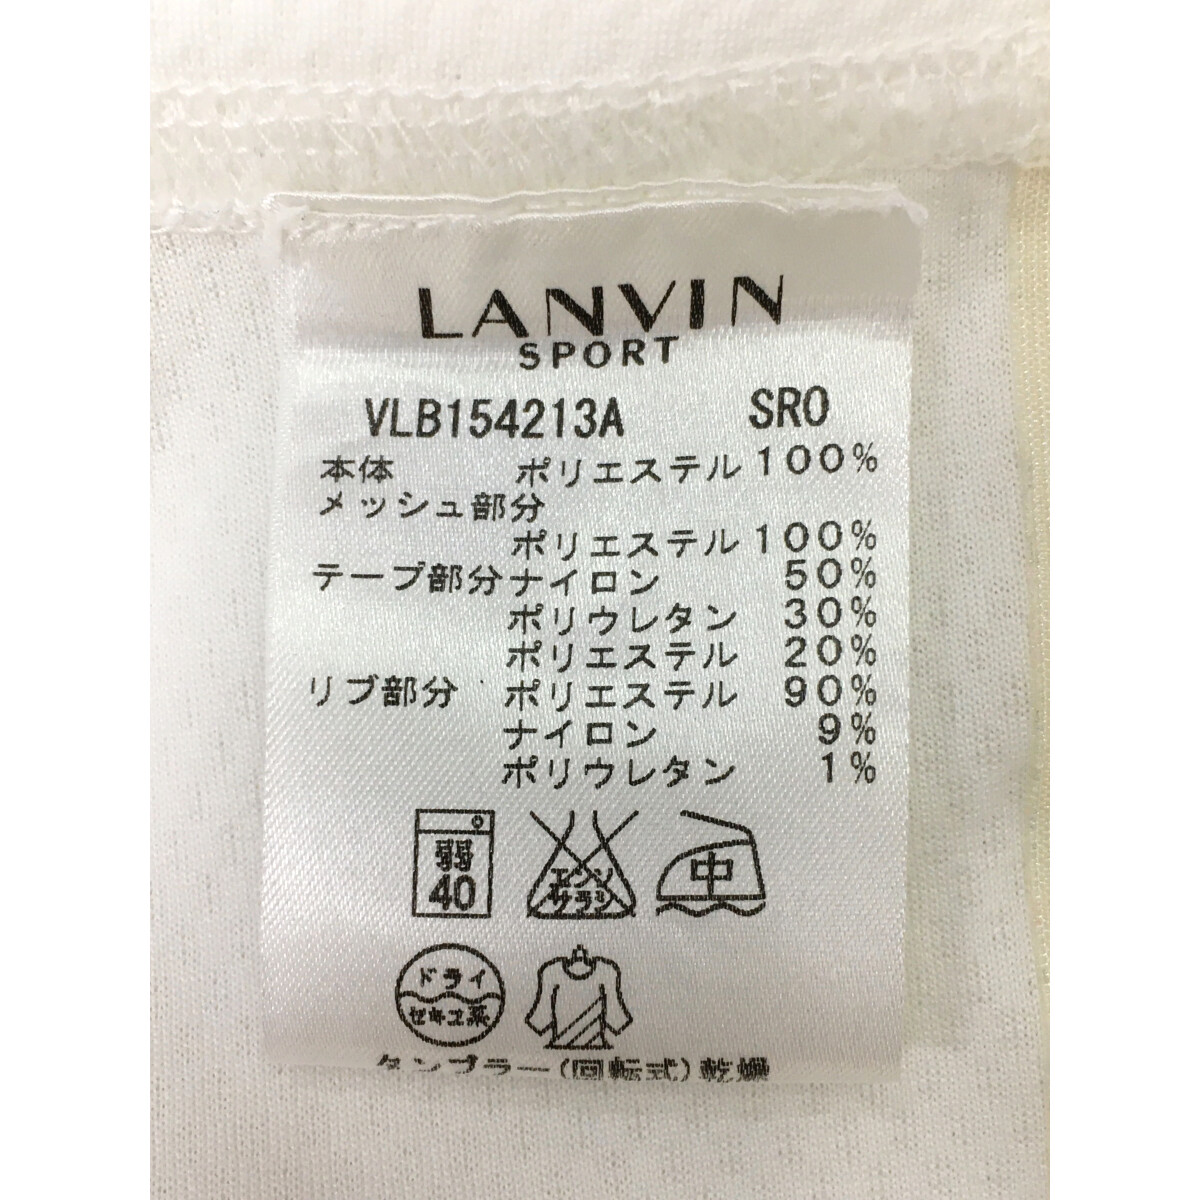 LANVIN
SPORT
VLB154213A SR0
本体 ポリエステル 100%
メッシュ部分
ポリエステル 100%
テープ部分 ナイロン 50%
ポリウレタン 30%
ポリエステル 20%
リブ部分 ポリエステル 90%
ナイロン 9%
ポリウレタン 1%
弱
40
エンソ
サラシ
中
ドライ
セキユ系
タンブラー(回転式)乾燥